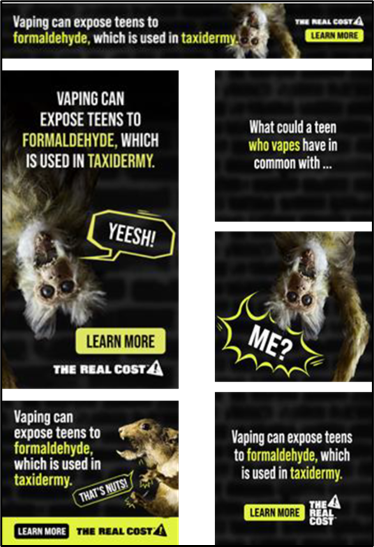 Vaping can expose teens to
formaldehyde, which is used in taxidermy.
THE REAL COST
LEARN MORE
VAPING CAN
EXPOSE TEENS TO
FORMALDEHYDE, WHICH
IS USED IN TAXIDERMY.
YEESH!
LEARN MORE
THE REAL COST
Vaping can
expose teens to
formaldehyde,
which is used in
taxidermy.
THAT'S NUTS!
LEARN MORE
THE REAL COST
What could a teen
who vapes have in
common with ...
ME?
Vaping can expose teens
to formaldehyde, which
is used in taxidermy.
LEARN MORE
THE
REAL
COST